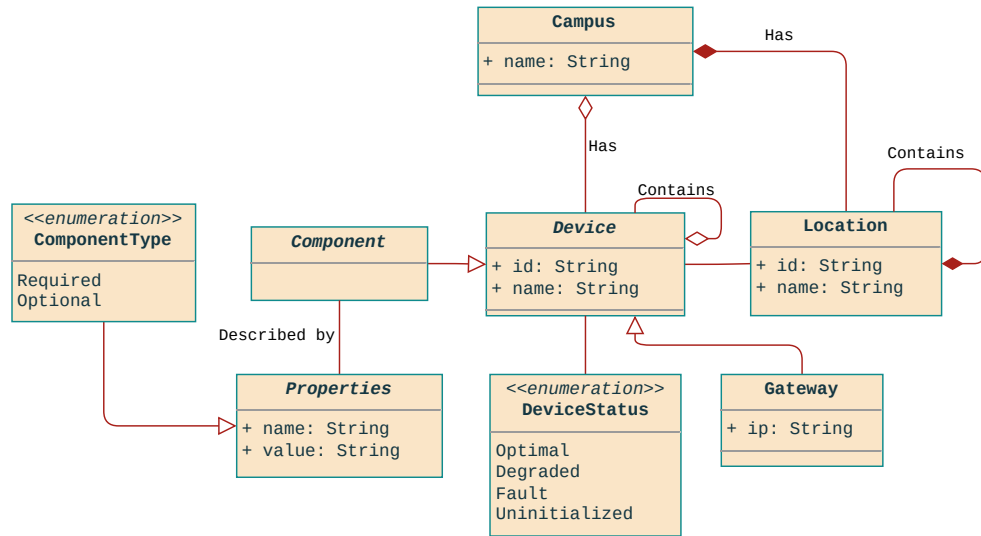 Campus
+ name: String
Has
Has
Contains
Contains
<<enumeration>>
ComponentType
Required
Optional
Component
Device
+ id: String
+ name: String
Location
+ id: String
+ name: String
Described by
Properties
+ name: String
+ value: String
<<enumeration>>
DeviceStatus
Optimal
Degraded
Fault
Uninitialized
Gateway
+ ip: String